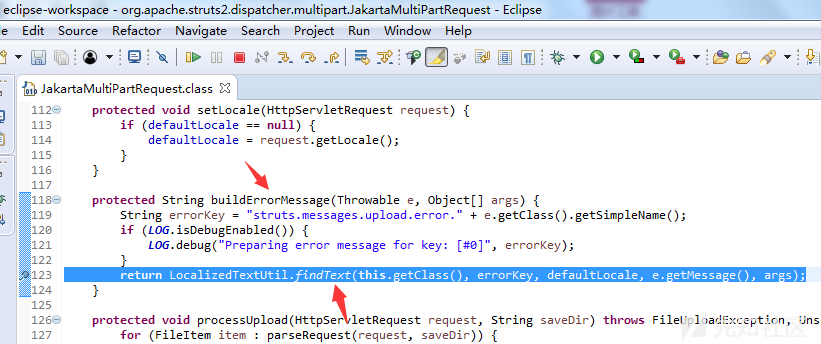 eclipse-workspace - org.apache.struts2.dispatcher.multipart.JakartaMultiPartRequest - Eclipse
Edit Source Refactor Navigate Search Project Run Window Help
JakartaMultiPartRequest.class
112 protected void setLocale(HttpServletRequest request) {
113 if (defaultLocale == null) {
114 defaultLocale = request.getLocale();
115 }
116 }
117
118 protected String buildErrorMessage(Throwable e, Object[] args) {
119 String errorKey = "struts.messages.upload.error." + e.getClass().getSimpleName();
120 if (LOG.isDebugEnabled()) {
121 LOG.debug("Preparing error message for key: [#0]", errorKey);
122 }
123 return LocalizedTextUtil.findText(this.getClass(), errorKey, defaultLocale, e.getMessage(), args);
124 }
125
126 protected void processUpload(HttpServletRequest request, String saveDir) throws FileUploadException, Uns
127 for (FileItem item : parseRequest(request, saveDir)) {
先知社区